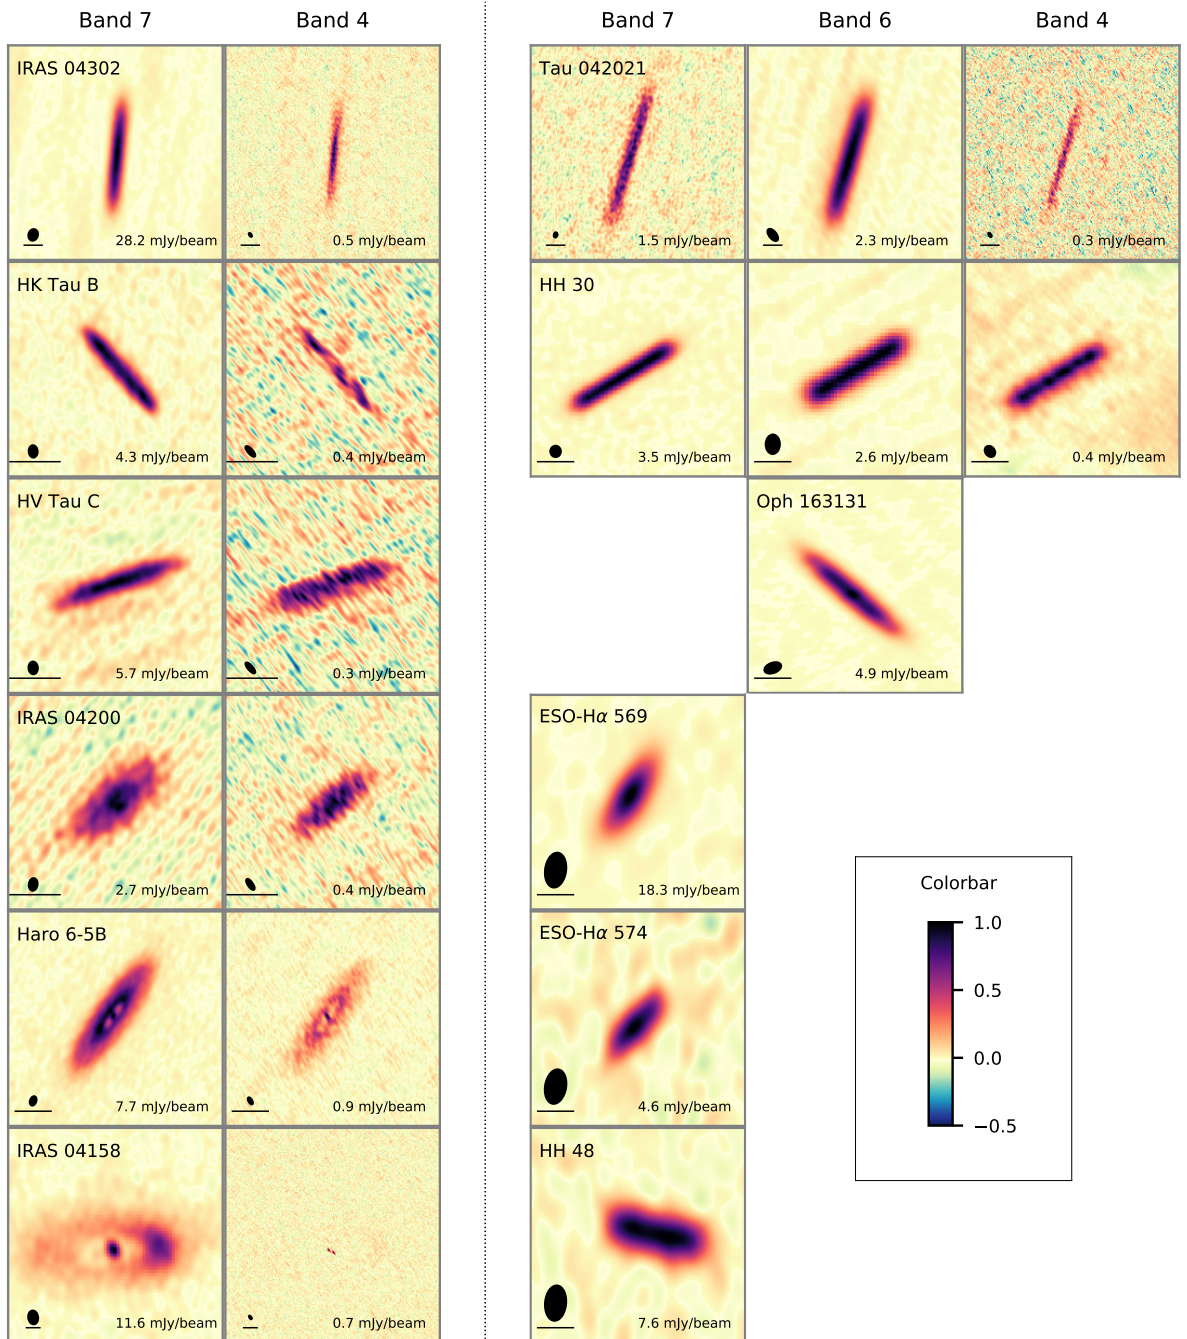 Band 7 Band 4 Band 7 Band 6 Band 4
IRAS 04302 Tau 042021
28.2 mJy/beam 0.5 mJy/beam 1.5 mJy/beam 2.3 mJy/beam 0.3 mJy/beam
HK Tau B HH 30
4.3 mJy/beam 0.4 mJy/beam 3.5 mJy/beam 2.6 mJy/beam 0.4 mJy/beam
HV Tau C Oph 163131
5.7 mJy/beam 0.3 mJy/beam 4.9 mJy/beam
IRAS 04200 ESO-Hα 569
2.7 mJy/beam 0.4 mJy/beam 18.3 mJy/beam
Haro 6-5B ESO-Hα 574
7.7 mJy/beam 0.9 mJy/beam 4.6 mJy/beam
IRAS 04158 HH 48
11.6 mJy/beam 0.7 mJy/beam 7.6 mJy/beam
Colorbar
1.0
0.5
0.0
−0.5